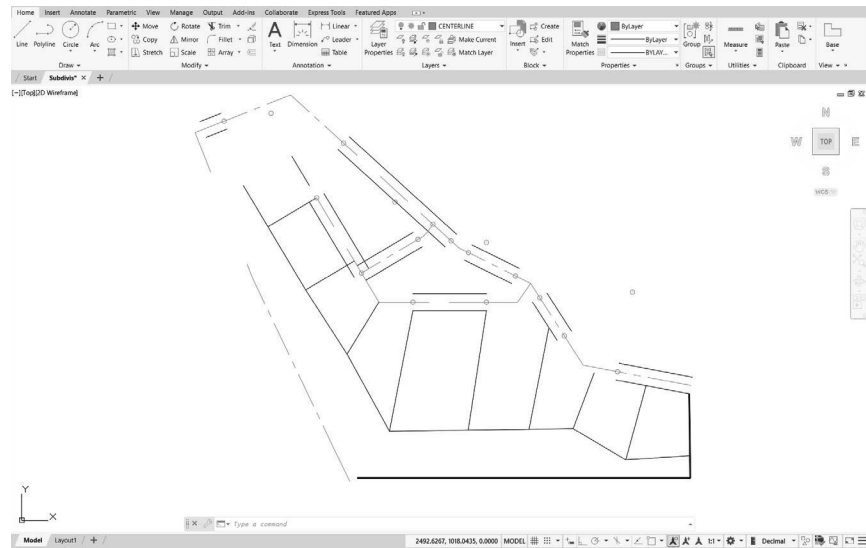 Home Insert Annotate Parametric View Manage Output Add-ins Collaborate Express Tools Featured Apps
Line Polyline Circle Arc
Move Rotate Trim
Copy Mirror Fillet
Stretch Scale Array
Text Dimension
Linear
Leader
Table
Layer Properties
CENTERLINE
Make Current
Match Layer
Insert
Create
Edit
Match Properties
ByLayer
ByLayer
BYLAY...
Group
Measure
Paste
Base
Draw Modify Annotation Layers Block Properties Groups Utilities Clipboard View
Start Subdivis* × +
[−][Top][2D Wireframe]
N
W TOP E
S
WCS
Y
X
Type a command
Model Layout1 + 2492.6267, 1018.0435, 0.0000 MODEL 1:1 Decimal